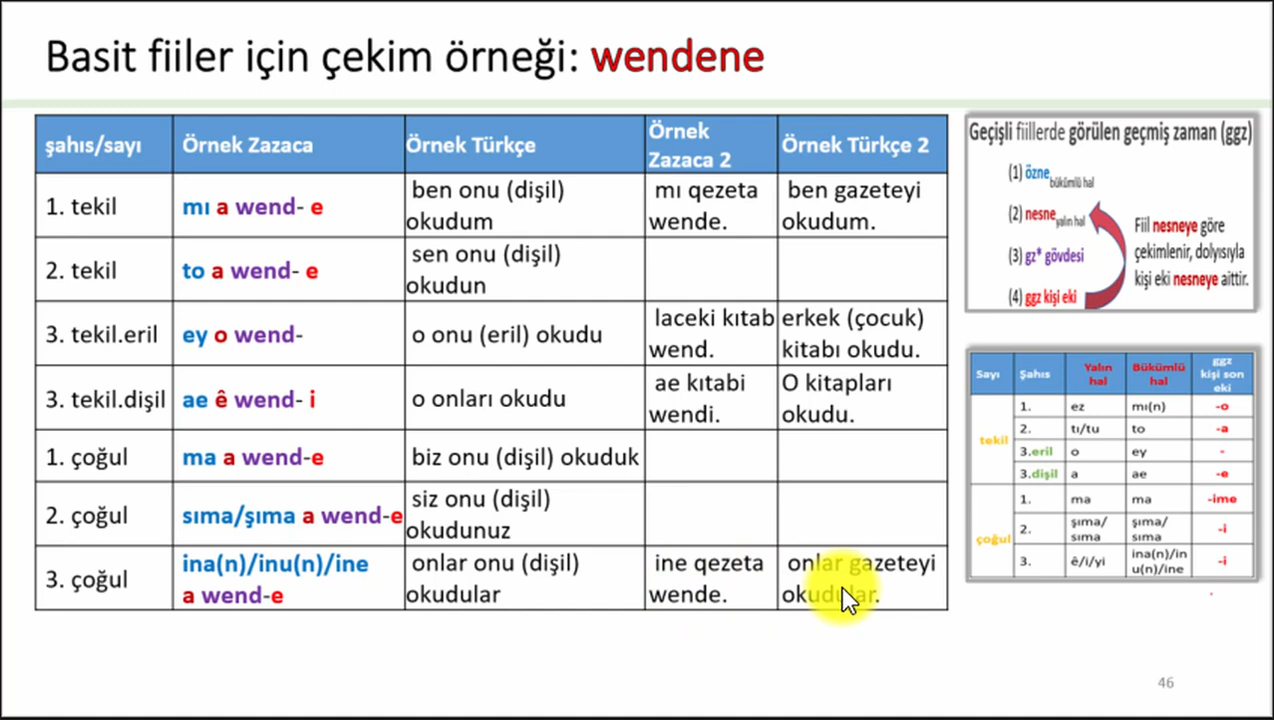 Basit fiiler için çekim örneği: wendene
şahıs/sayı Örnek Zazaca Örnek Türkçe Örnek Zazaca 2 Örnek Türkçe 2
1. tekil mı a wend- e ben onu (dişil) okudum mı qezeta wende. ben gazeteyi okudum.
2. tekil to a wend- e sen onu (dişil) okudun
3. tekil.eril ey o wend- o onu (eril) okudu laceki kıtab wend. erkek (çocuk) kitabı okudu.
3. tekil.dişil ae ê wend- i o onları okudu ae kıtabi wendi. O kitapları okudu.
1. çoğul ma a wend-e biz onu (dişil) okuduk
2. çoğul sıma/şıma a wend-e siz onu (dişil) okudunuz
3. çoğul ina(n)/inu(n)/ine a wend-e onlar onu (dişil) okudular ine qezeta wende. onlar gazeteyi okudular.
Geçişli fiillerde görülen geçmiş zaman (ggz)
(1) özne bükümlü hal
(2) nesne yalın hal
(3) gz* gövdesi
(4) ggz kişi eki
Fiil nesneye göre
çekimlenir, dolyısıyla
kişi eki nesneye aittir.
Sayı Şahıs Yalın hal Bükümlü hal ggz kişi son eki
tekil
1. ez mı(n) -o
2. tı/tu to -a
3.eril o ey -
3.dişil a ae -e
çoğul
1. ma ma -ime
2. şıma/sıma şıma/sıma -i
3. ê/i/yi ina(n)/inu(n)/ine -i
46